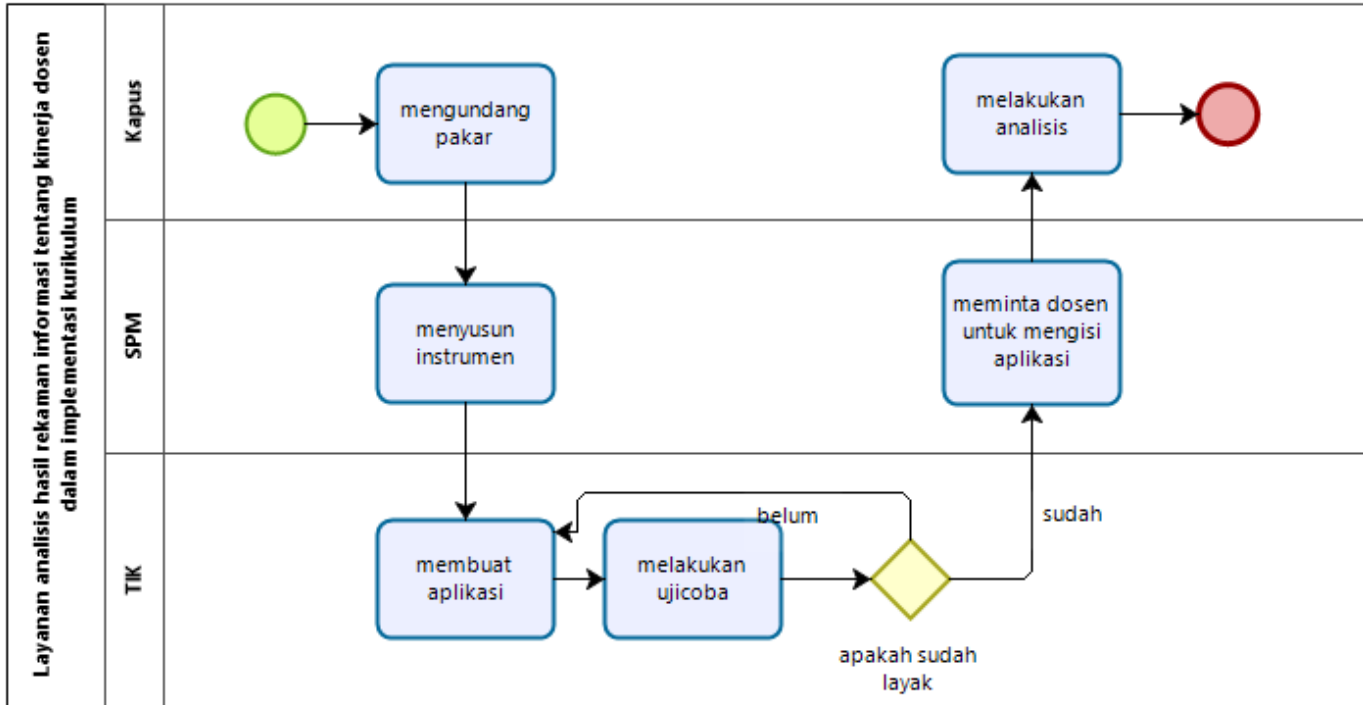 Layanan analisis hasil rekaman informasi tentang kinerja dosen
dalam implementasi kurikulum
Kapus
mengundang
pakar
melakukan
analisis
SPM
menyusun
instrumen
meminta dosen
untuk mengisi
aplikasi
TIK
membuat
aplikasi
melakukan
ujicoba
belum
apakah sudah
layak
sudah